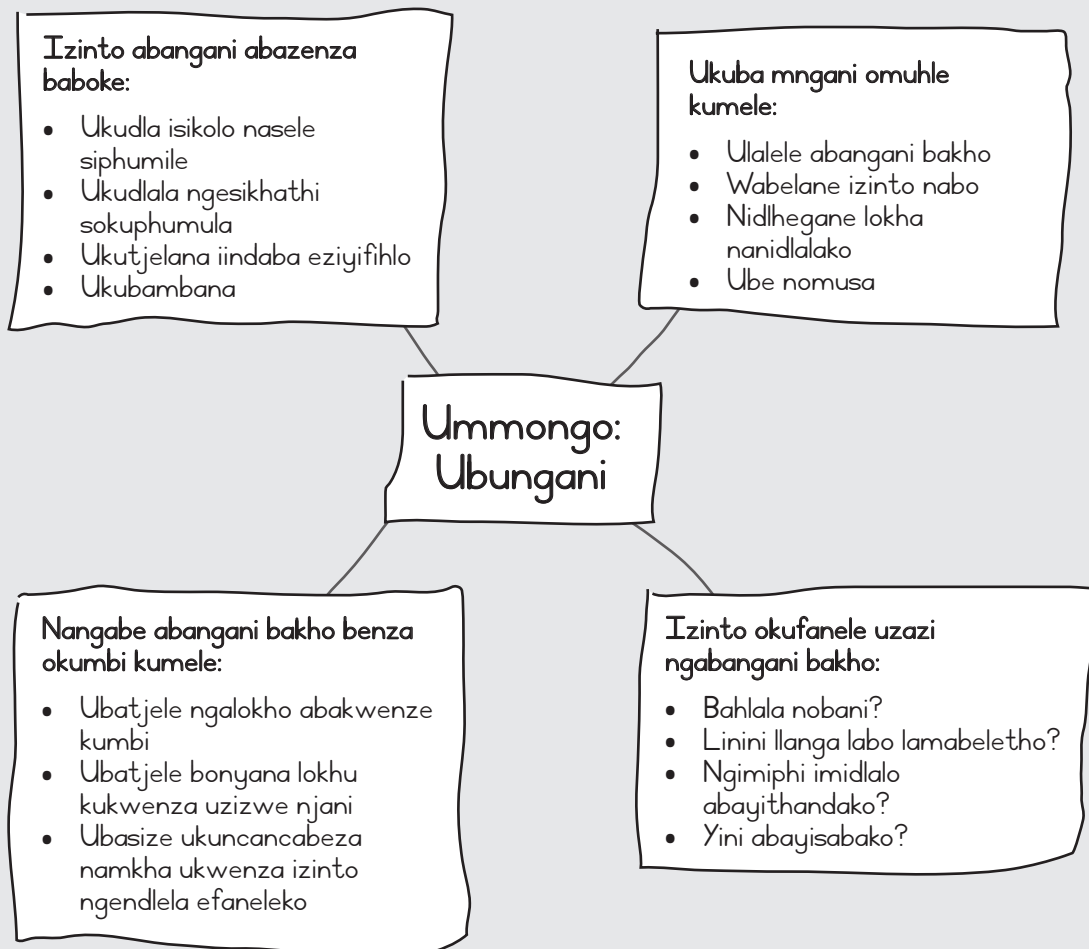 Izinto abangani abazenza
baboke:
• Ukudla isikolo nasele
siphumile
• Ukudlala ngesikhathi
sokuphumula
• Ukutjelana iindaba eziyifihlo
• Ukubambana
Ukuba mngani omuhle
kumele:
• Ulalele abangani bakho
• Wabelane izinto nabo
• Nidlhegane lokha
nanidlalako
• Ube nomusa
Ummongo:
Ubungani
Nangabe abangani bakho benza
okumbi kumele:
• Ubatjele ngalokho abakwenze
kumbi
• Ubatjele bonyana lokhu
kukwenza uzizwe njani
• Ubasize ukuncancabeza
namkha ukwenza izinto
ngendlela efaneleko
Izinto okufanele uzazi
ngabangani bakho:
• Bahlala nobani?
• Linini llanga labo lamabeletho?
• Ngimiphi imidlalo
abayithandako?
• Yini abayisabako?